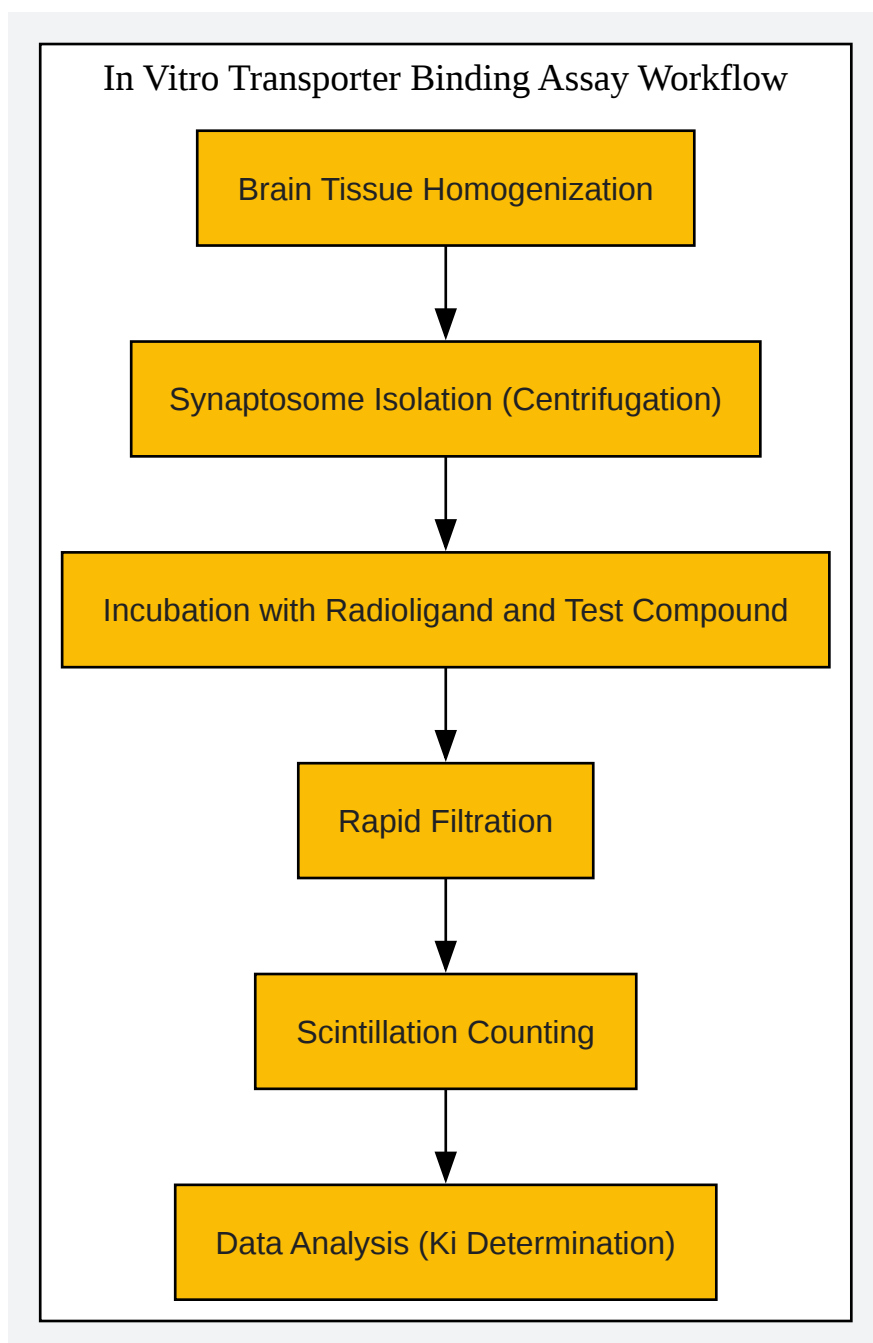 In Vitro Transporter Binding Assay Workflow
Brain Tissue Homogenization
Synaptosome Isolation (Centrifugation)
Incubation with Radioligand and Test Compound
Rapid Filtration
Scintillation Counting
Data Analysis (Ki Determination)